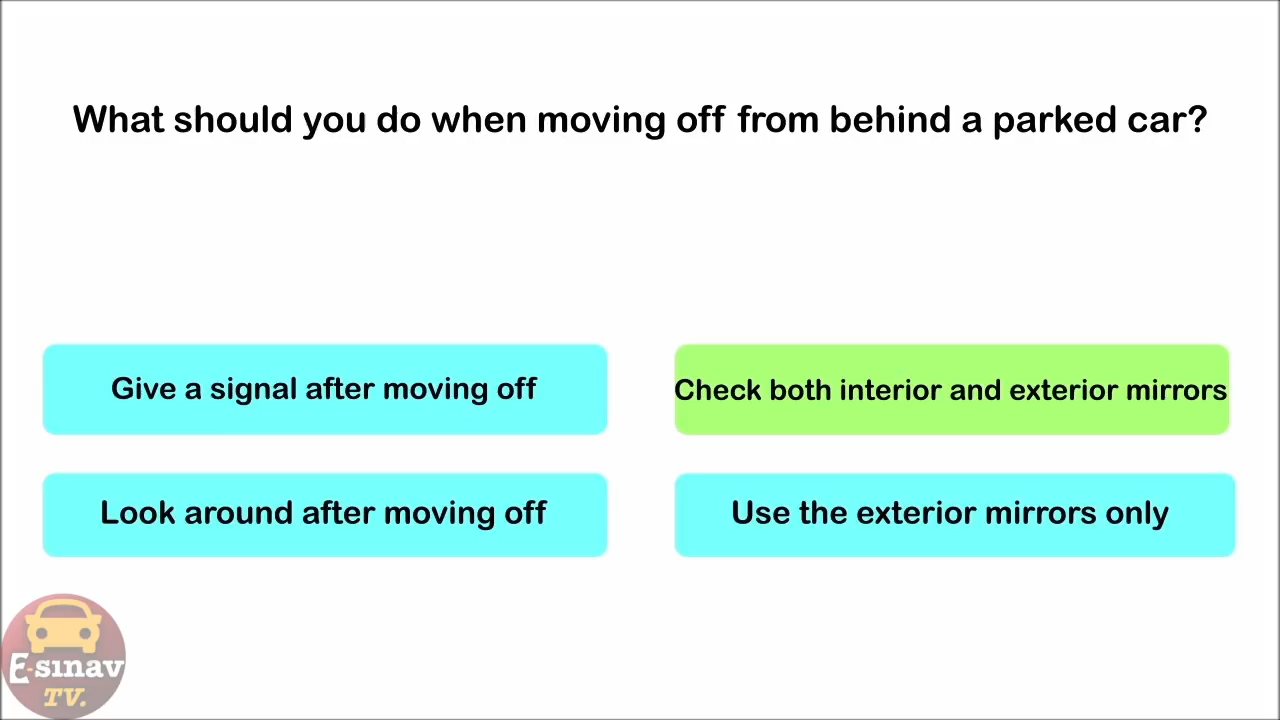 What should you do when moving off from behind a parked car?
Give a signal after moving off
Check both interior and exterior mirrors
Look around after moving off
Use the exterior mirrors only
E-sınav
TV.